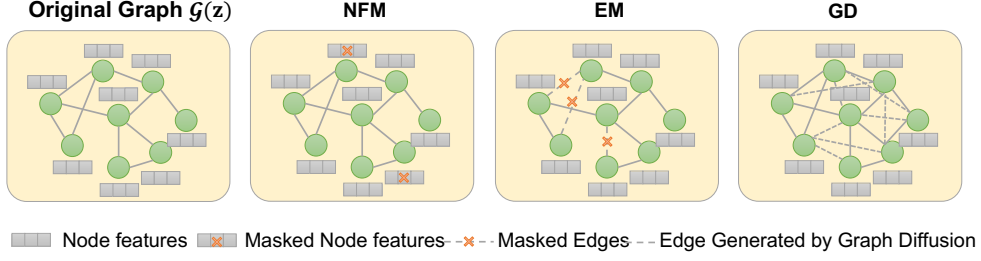 Original Graph 𝒢(𝐳) NFM EM GD
Node features Masked Node features Masked Edges Edge Generated by Graph Diffusion